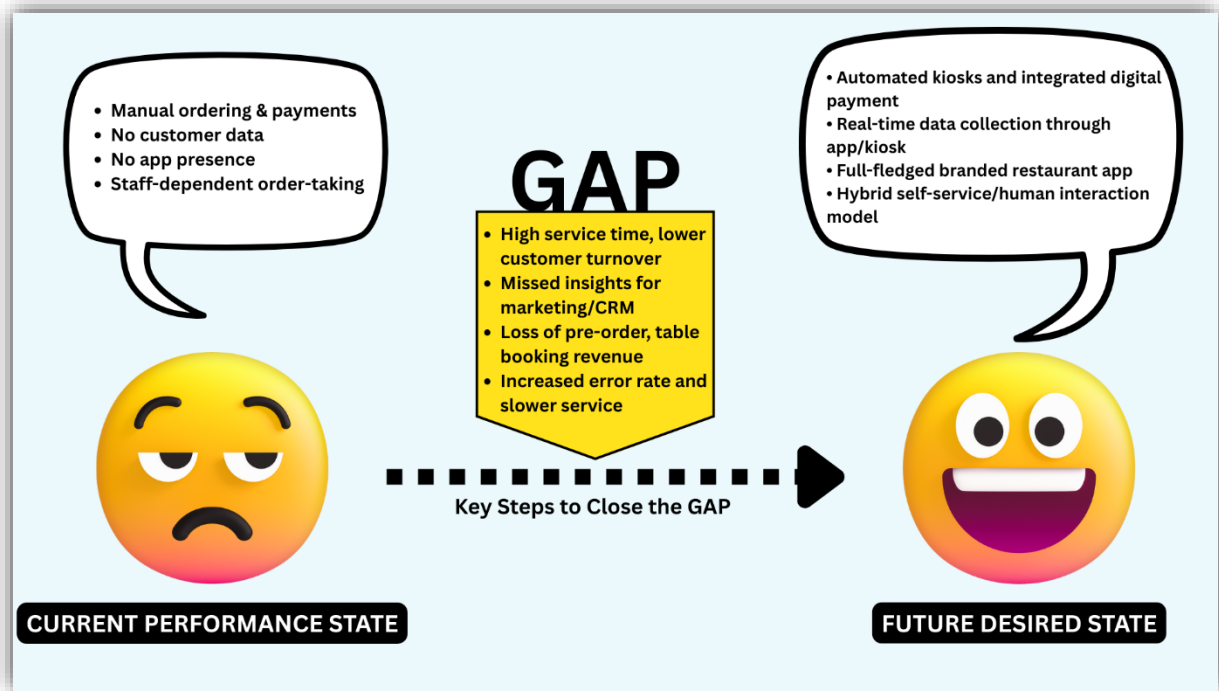 • Manual ordering & payments
• No customer data
• No app presence
• Staff-dependent order-taking
GAP
• High service time, lower
customer turnover
• Missed insights for
marketing/CRM
• Loss of pre-order, table
booking revenue
• Increased error rate and
slower service
• Automated kiosks and integrated digital
payment
• Real-time data collection through
app/kiosk
• Full-fledged branded restaurant app
• Hybrid self-service/human interaction
model
Key Steps to Close the GAP
CURRENT PERFORMANCE STATE
FUTURE DESIRED STATE